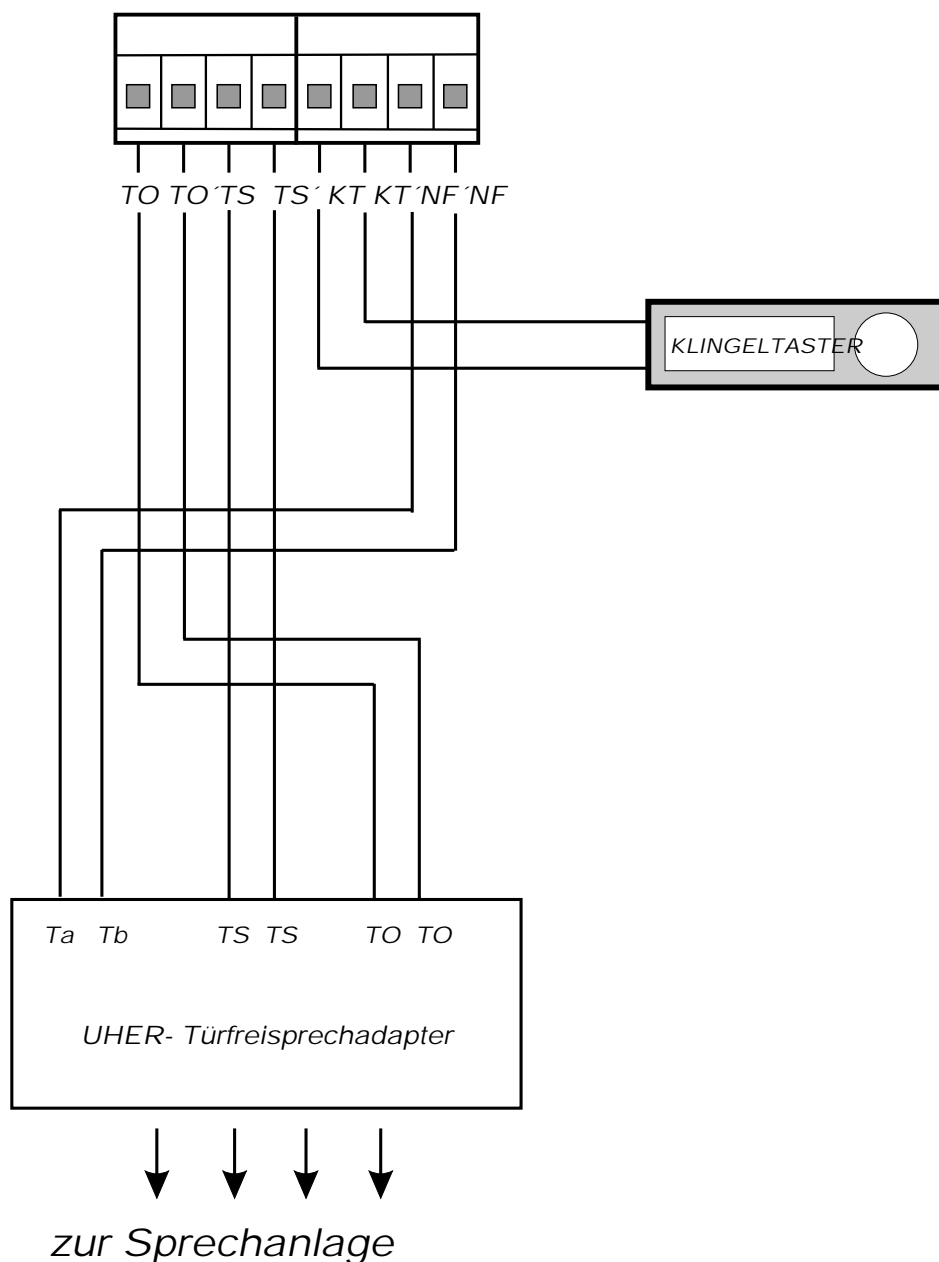 TO TO´TS TS´ KT KT´NF´NF
KLINGELTASTER
Ta Tb TS TS TO TO
UHER- Türfreisprechadapter
zur Sprechanlage